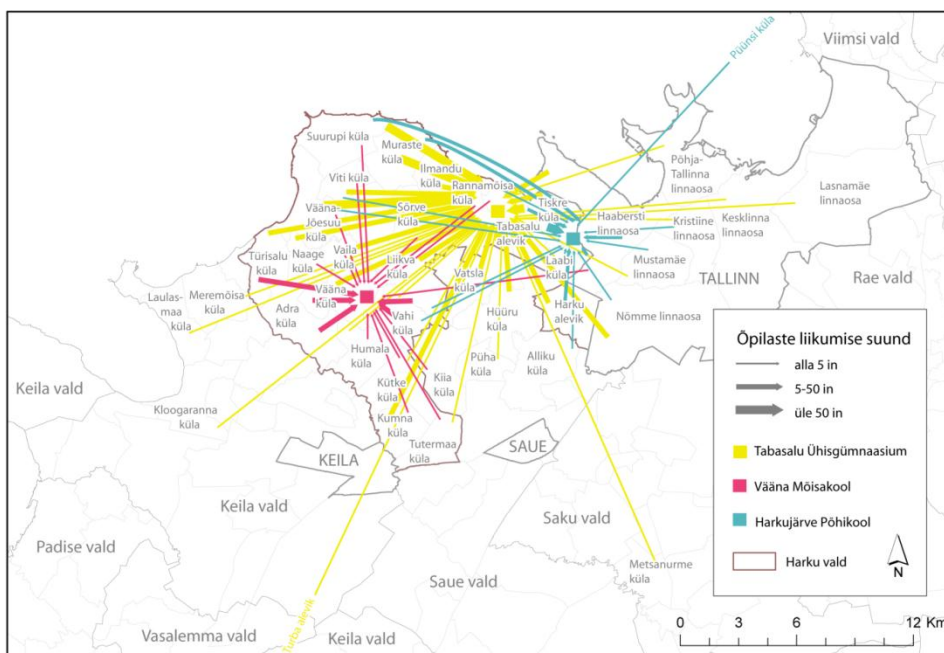 Püünsi küla
Viimsi vald
Suurupi küla
Muraste
küla
Ilmandu
küla
Rannamõisa
küla
Põhja-
Tallinna
linnaosa
Lasnamäe
linnaosa
Viti küla
Vääna-
Jõesuu
küla
Sõrve
küla
Tiskre
küla
Haabersti
linnaosa
Kristiine
linnaosa
Kesklinna
linnaosa
Tabasalu
alevik
Mustamäe
linnaosa
TALLINN
Rae vald
Türisalu
küla
Naage
küla
Vaila
küla
Liikva
küla
Vatsla
küla
Laabi
küla
Laulas-
maa
küla
Meremõisa
küla
Adra
küla
Vääna
küla
Vahi
küla
Hüüru
küla
Harku
alevik
Nõmme linnaosa
Humala
küla
Kütke
küla
Kiia
küla
Püha
küla
Alliku
küla
Keila vald
Kloogaranna
küla
Kumna
küla
Tutermaa
küla
KEILA
SAUE
Keila vald
Saku vald
Padise vald
Saue vald
Metsanurme
küla
Vasalemma vald
Turba alevik
Keila vald
Õpilaste liikumise suund
alla 5 in
5-50 in
üle 50 in
Tabasalu Ühisgümnaasium
Vääna Mõisakool
Harkujärve Põhikool
Harku vald
N
0 3 6 12 Km